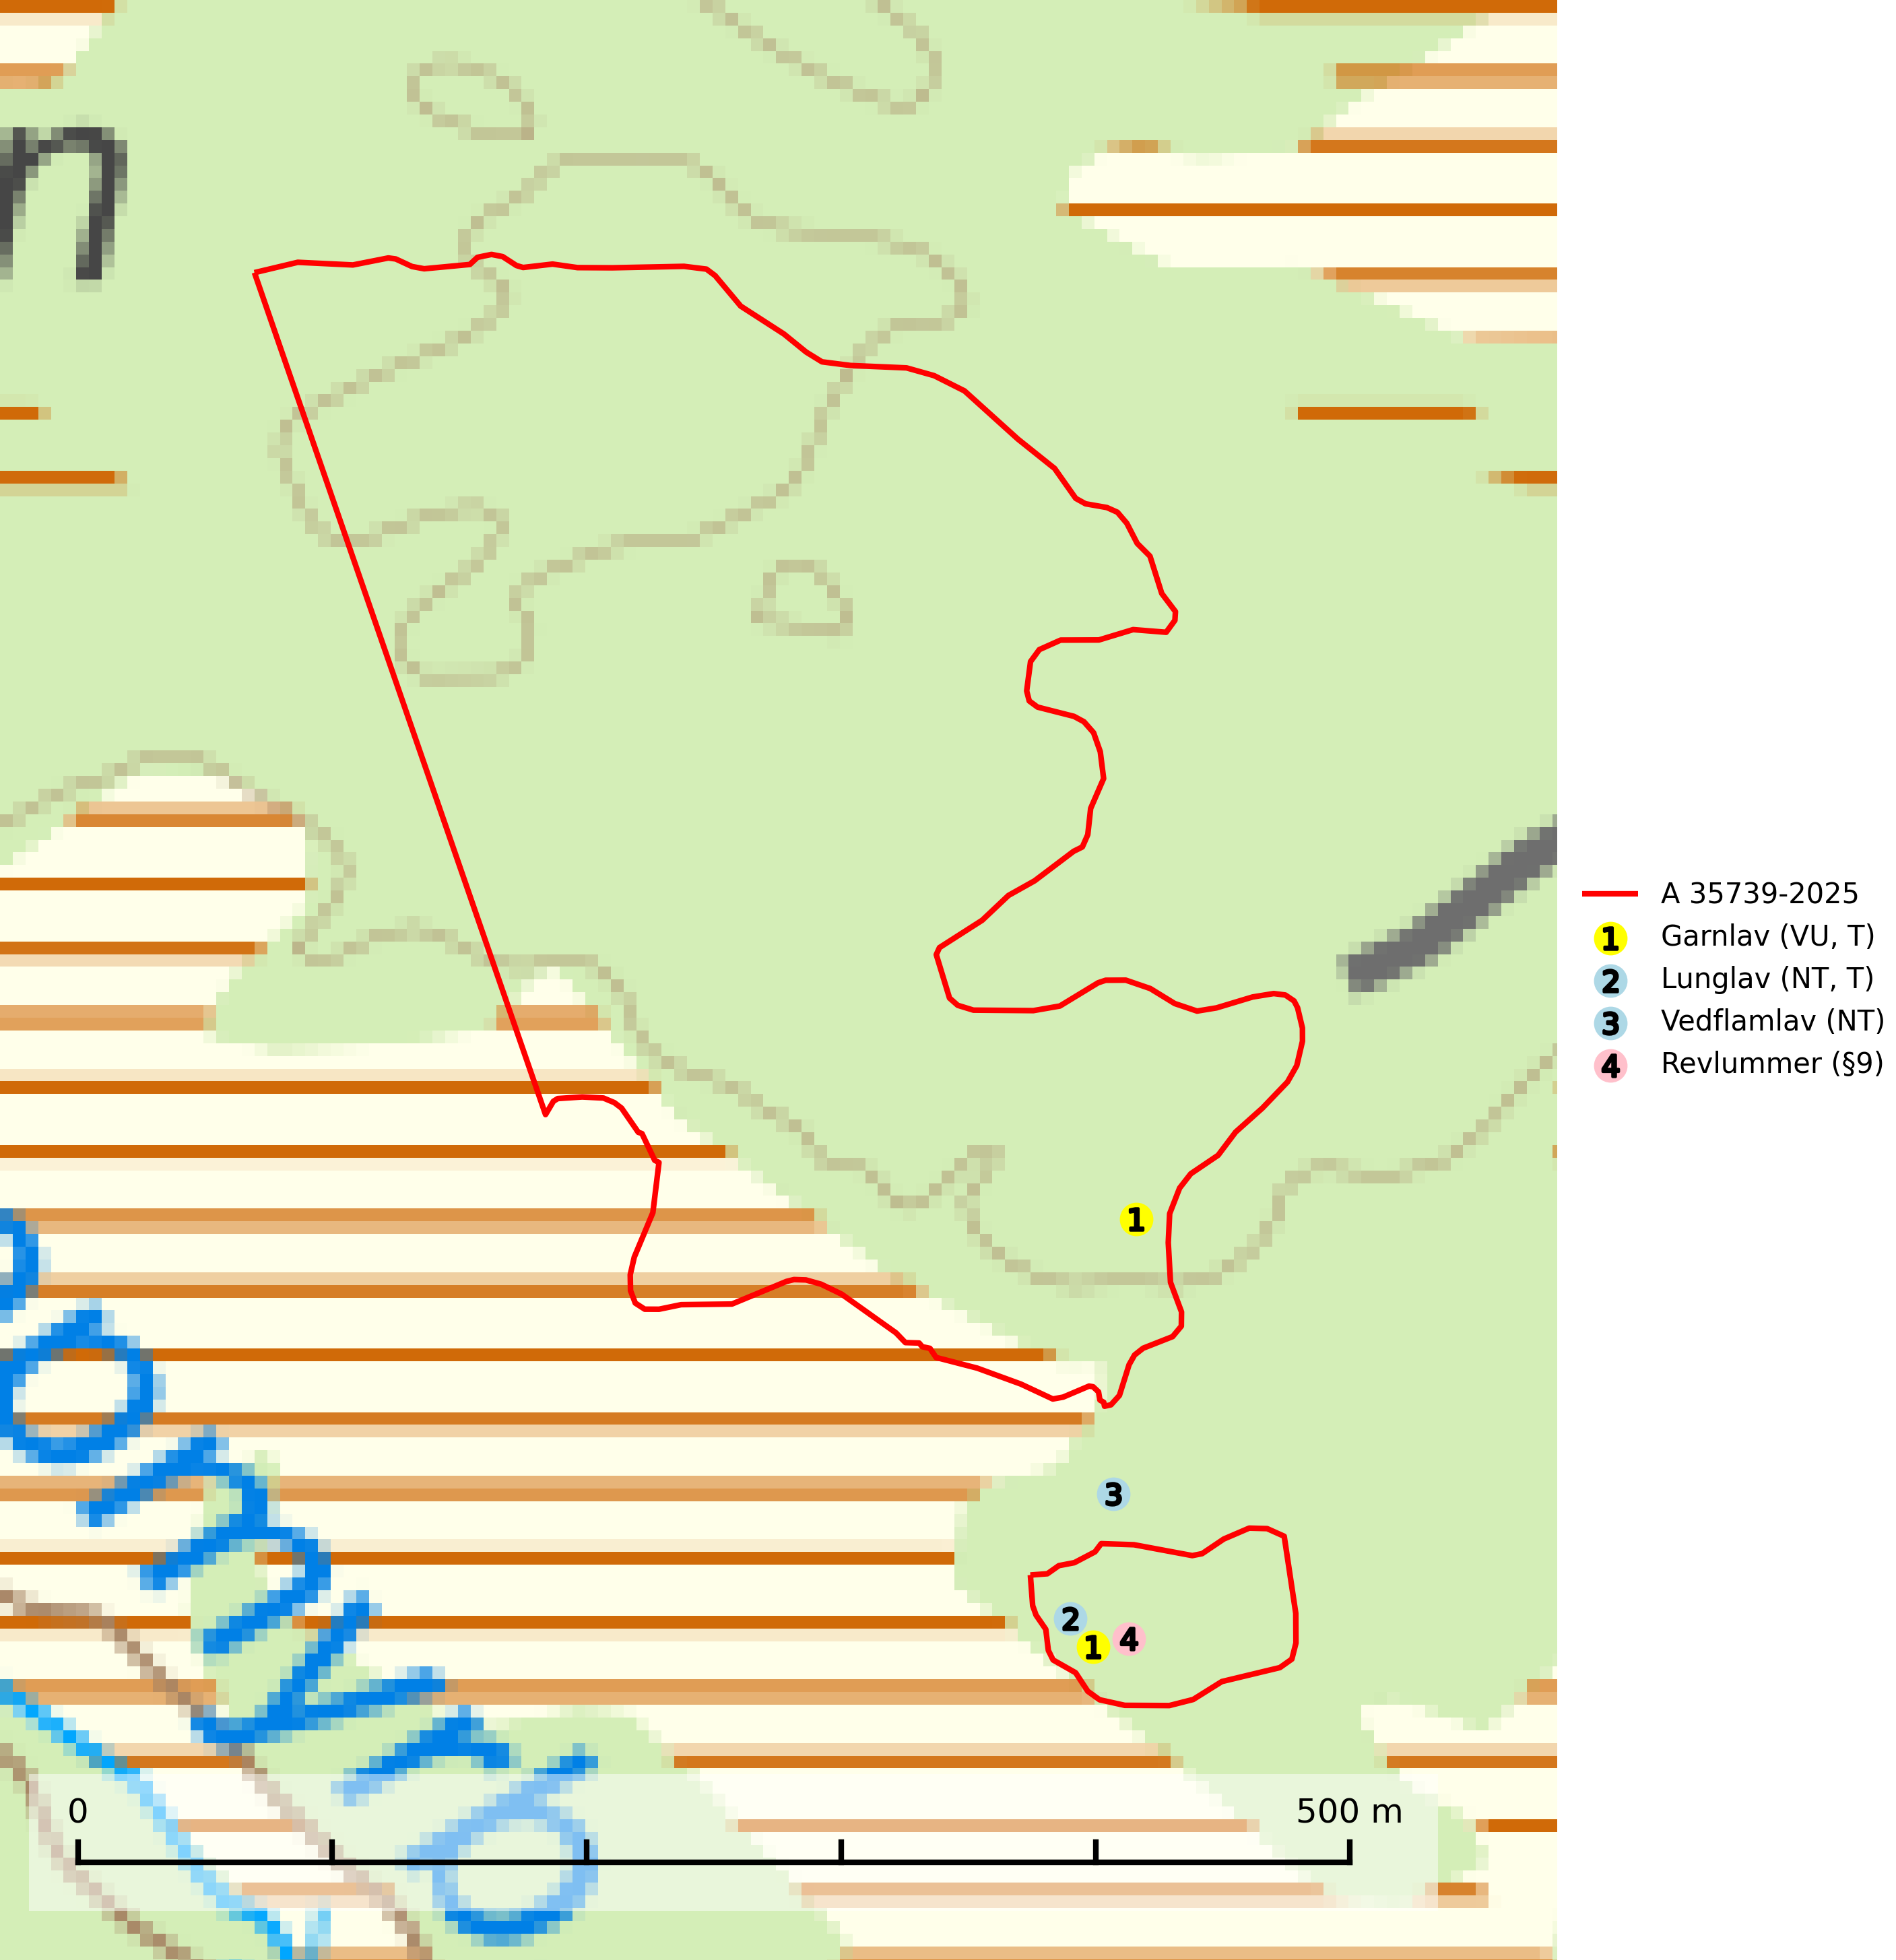 A 35739-2025
1 Garnlav (VU, T)
2 Lunglav (NT, T)
3 Vedflamlav (NT)
4 Revlummer (§9)
1
3
2
1
4
0
500 m